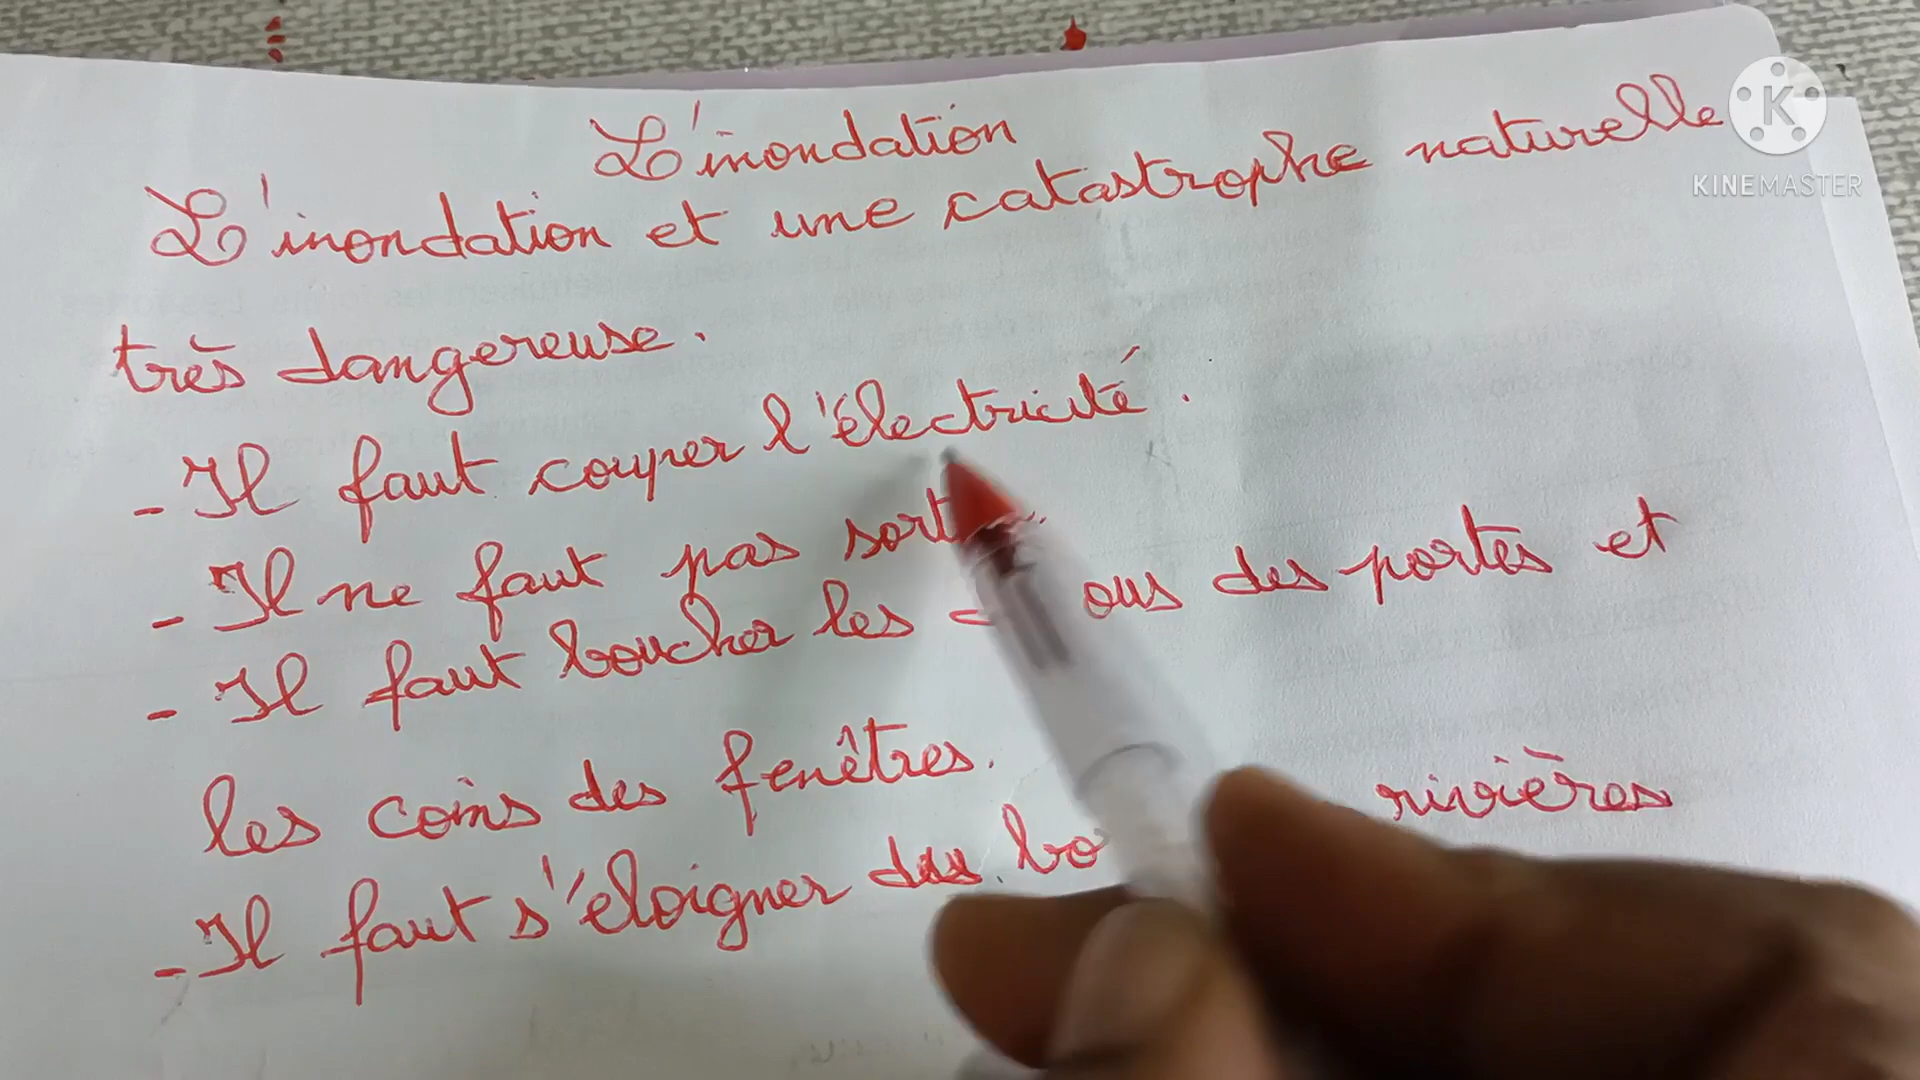 L'inondation
L'inondation et une catastrophe naturelle
très dangereuse.
- Il faut couper l'électricité.
- Il ne faut pas
- Il faut boucher les des portes et
les coins des fenêtres.
- Il faut s'éloigner des rivières
KINEMASTER